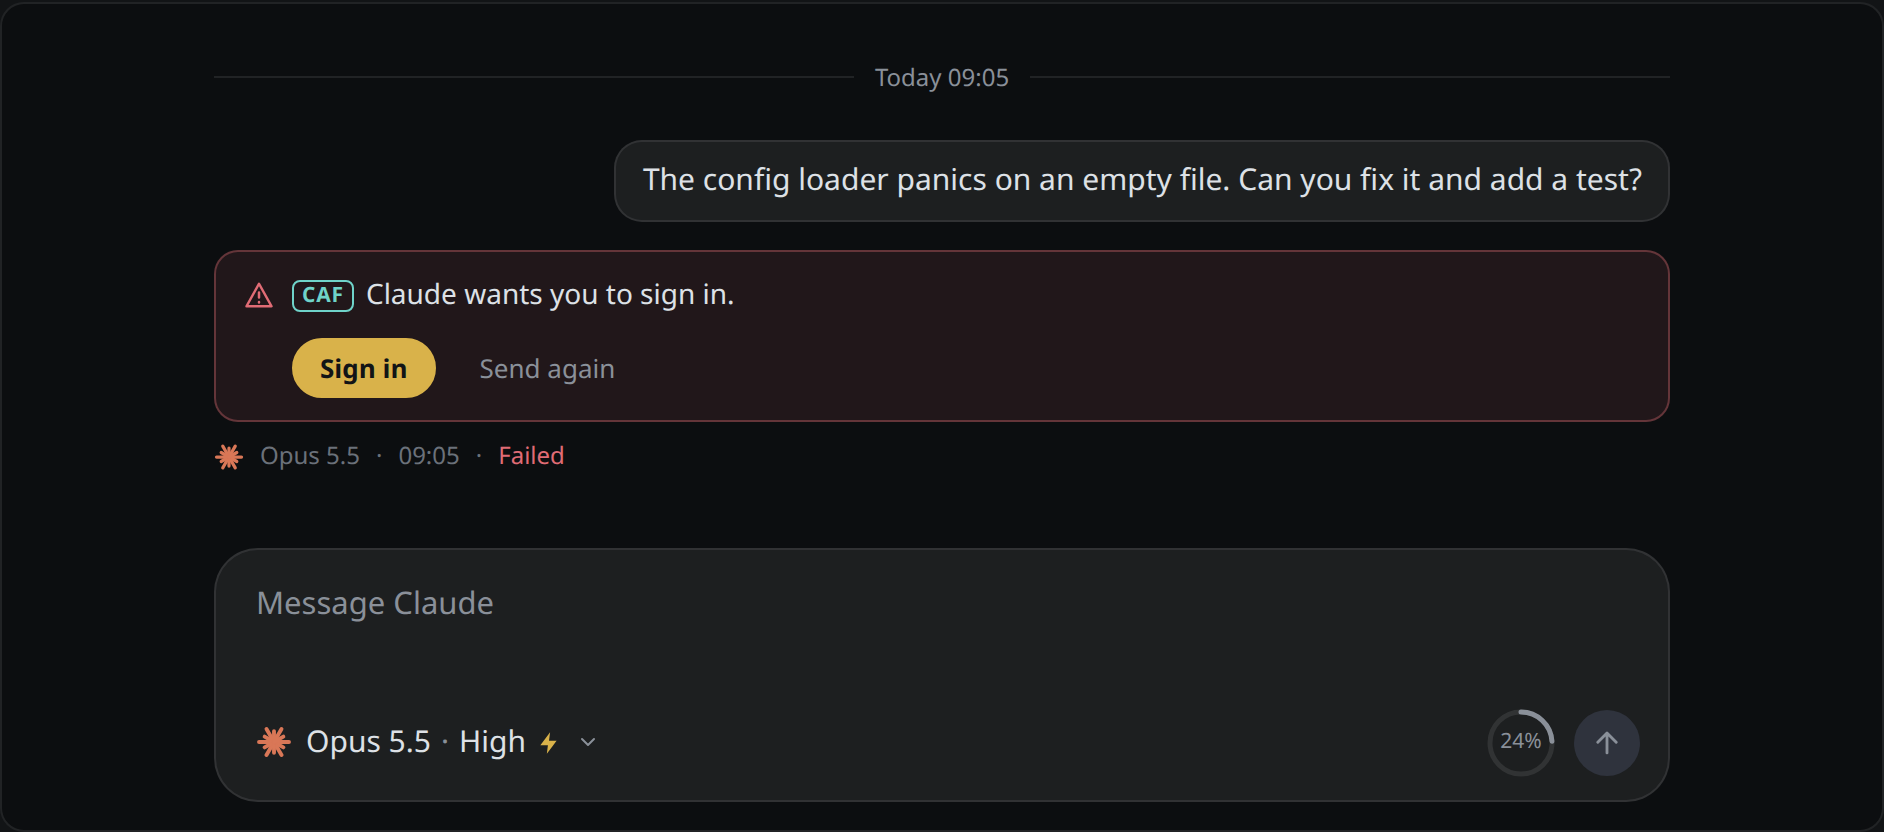 Today 09:05
The config loader panics on an empty file. Can you fix it and add a test?
CAF Claude wants you to sign in.
Sign in Send again
Opus 5.5 · 09:05 · Failed
Message Claude
Opus 5.5 · High 24%